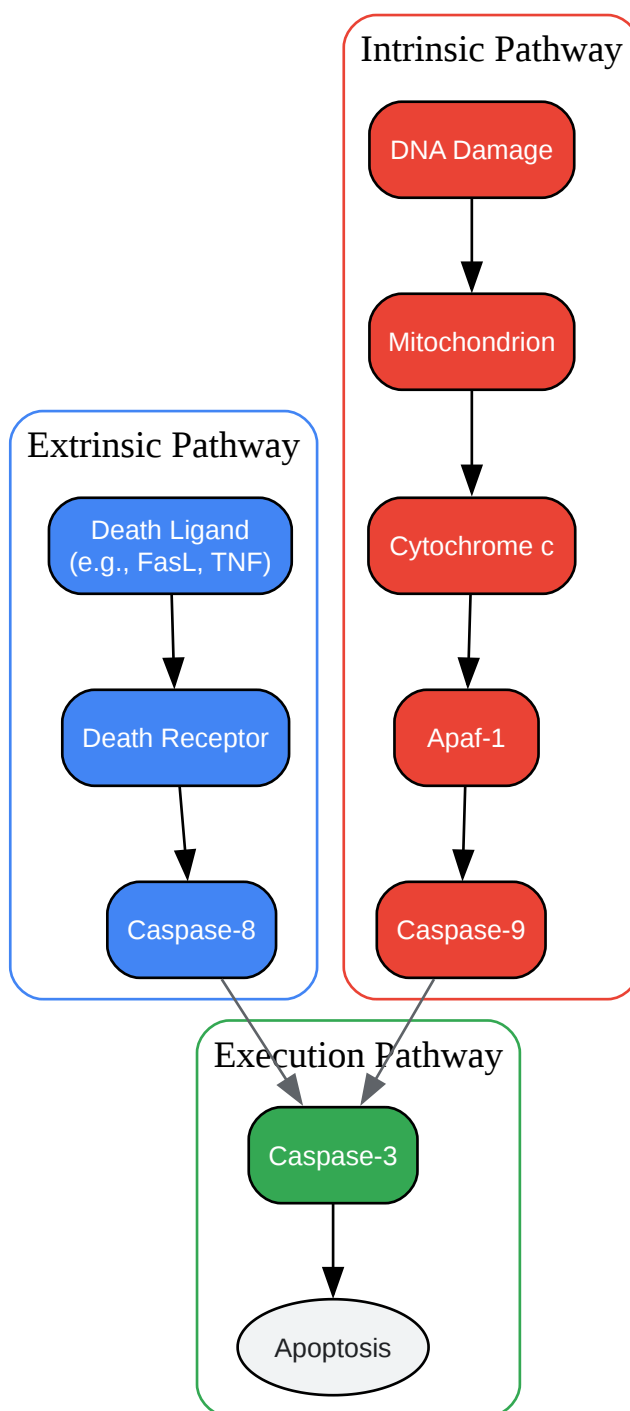 Intrinsic Pathway
DNA Damage
Mitochondrion
Extrinsic Pathway
Death Ligand
(e.g., FasL, TNF)
Cytochrome c
Death Receptor
Apaf-1
Caspase-8
Caspase-9
Execution Pathway
Caspase-3
Apoptosis